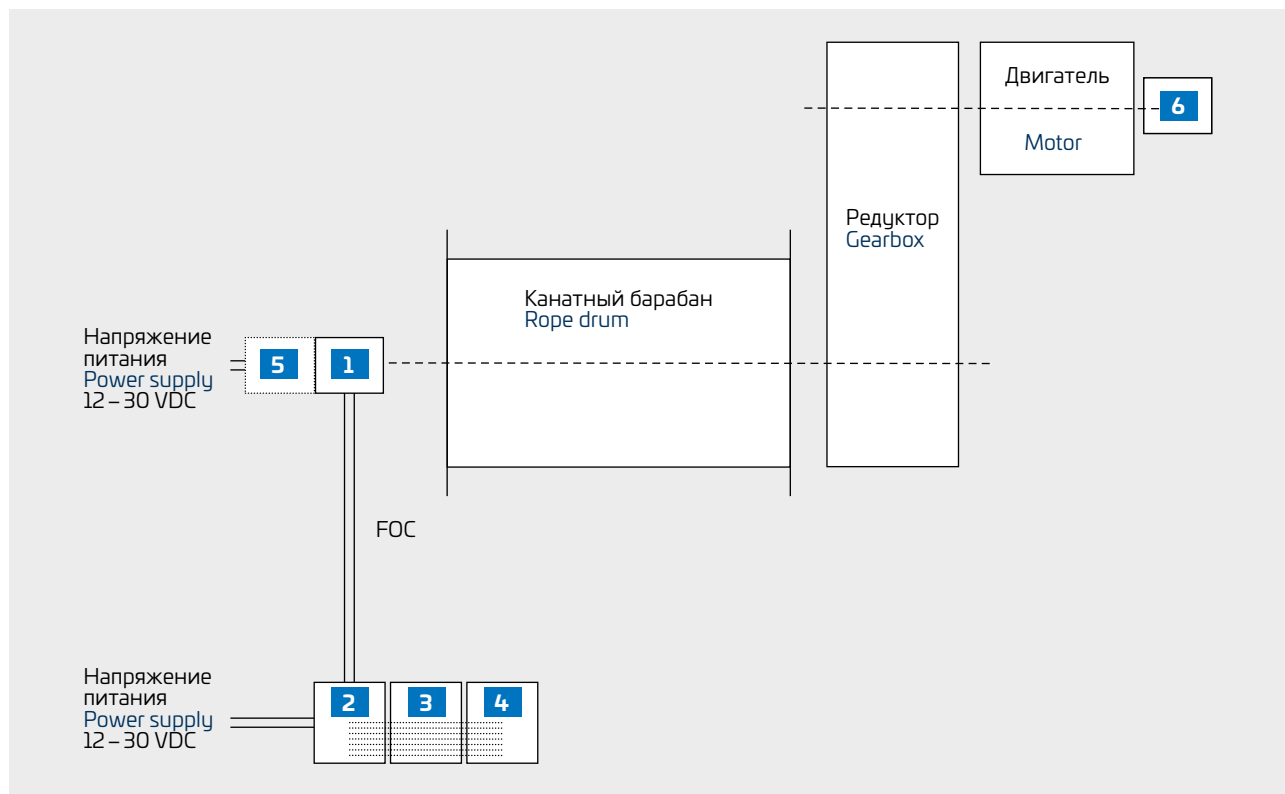 Двигатель
Motor
6
Редуктор
Gearbox
Канатный барабан
Rope drum
Напряжение
питания
Power supply
12 – 30 VDC
5
1
FOC
Напряжение
питания
Power supply
12 – 30 VDC
2
3
4